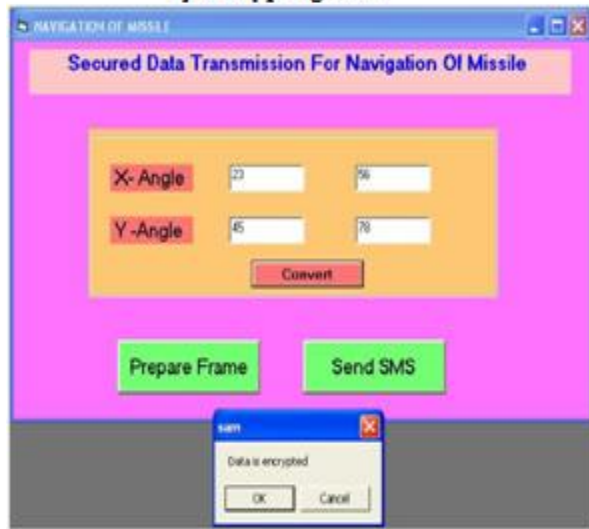 NAVIGATION OF MISSILE
Secured Data Transmission For Navigation Of Missile
X- Angle 23 56
Y -Angle 45 78
Convert
Prepare Frame Send SMS
sam
Data is encrypted
OK Cancel